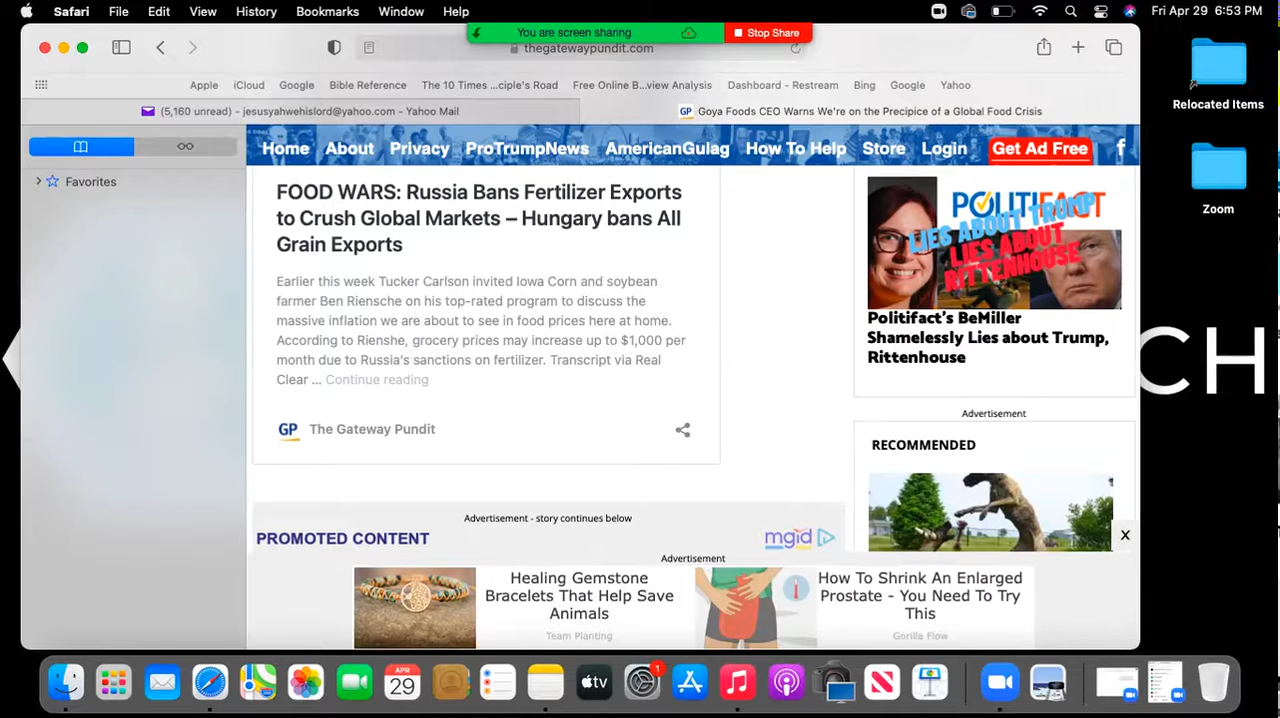 Safari File Edit View History Bookmarks Window Help
Fri Apr 29 6:53 PM
You are screen sharing
Stop Share
thegatewaypundit.com
Apple iCloud Google Bible Reference The 10 Times ...ciple's Road Free Online B...view Analysis Dashboard - Restream Bing Google Yahoo
(5,160 unread) - jesusyahwehislord@yahoo.com - Yahoo Mail
GP Goya Foods CEO Warns We're on the Precipice of a Global Food Crisis
Home About Privacy ProTrumpNews AmericanGulag How To Help Store Login Get Ad Free f
Favorites
FOOD WARS: Russia Bans Fertilizer Exports
to Crush Global Markets – Hungary bans All
Grain Exports
Earlier this week Tucker Carlson invited Iowa Corn and soybean
farmer Ben Riensche on his top-rated program to discuss the
massive inflation we are about to see in food prices here at home.
According to Rienshe, grocery prices may increase up to $1,000 per
month due to Russia's sanctions on fertilizer. Transcript via Real
Clear ... Continue reading
GP The Gateway Pundit
POLITIFACT
LIES ABOUT TRUMP
LIES ABOUT
RITTENHOUSE
Politifact's BeMiller
Shamelessly Lies about Trump,
Rittenhouse
Advertisement
RECOMMENDED
Advertisement - story continues below
PROMOTED CONTENT
mgid
Advertisement
Healing Gemstone
Bracelets That Help Save
Animals
Team Planting
How To Shrink An Enlarged
Prostate - You Need To Try
This
Gorilla Flow
Relocated Items
Zoom
CH
APR
29
tv
1